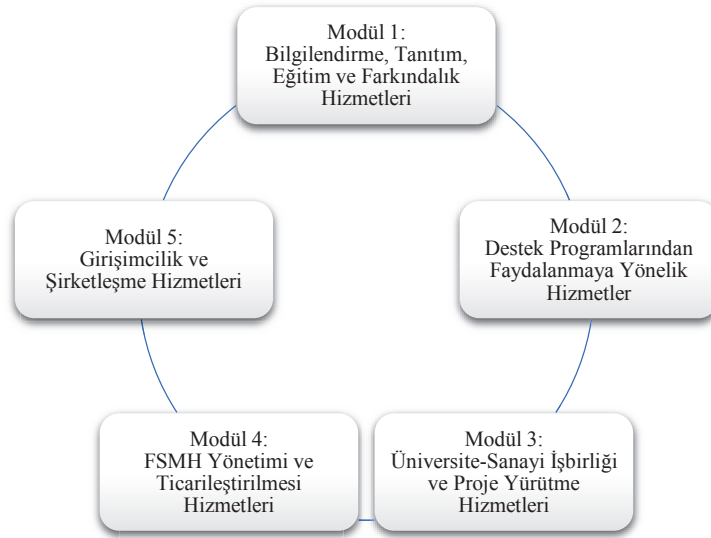 Modül 1:
Bilgilendirme, Tanıtım,
Eğitim ve Farkındalık
Hizmetleri
Modül 2:
Destek Programlarından
Faydalanmaya Yönelik
Hizmetler
Modül 3:
Üniversite-Sanayi İşbirliği
ve Proje Yürütme
Hizmetleri
Modül 4:
FSMH Yönetimi ve
Ticarileştirilmesi
Hizmetleri
Modül 5:
Girişimcilik ve
Şirketleşme Hizmetleri